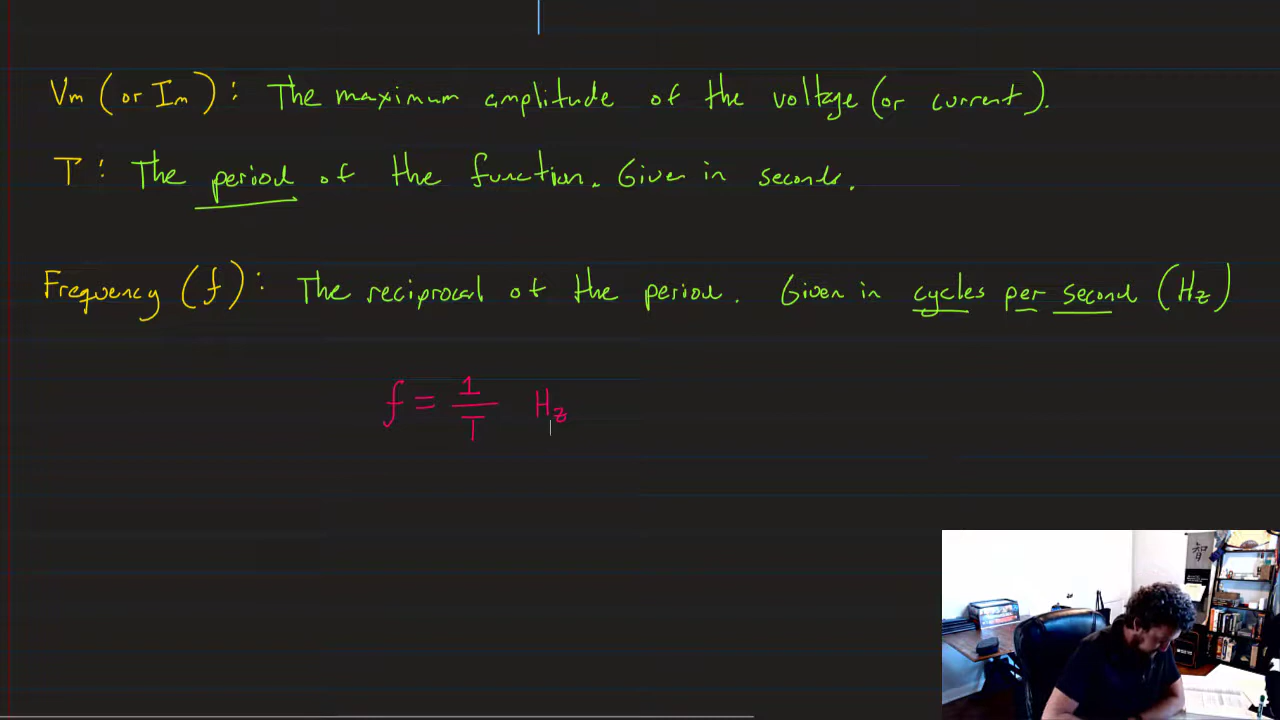 Vm (or Im): The maximum amplitude of the voltage (or current).
T: The period of the function. Given in seconds.
Frequency (f): The reciprocal of the period. Given in cycles per second (Hz)
f = 1/T Hz
智